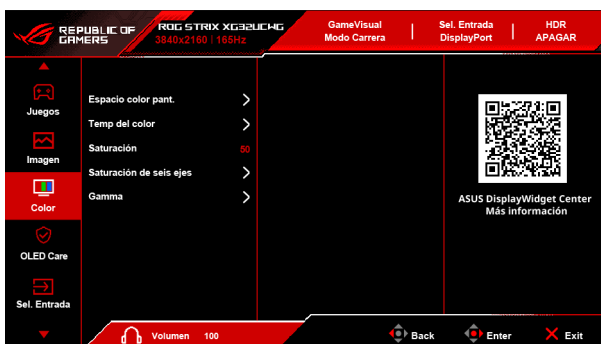 REPUBLIC OF
GAMERS
ROG STRIX XG32UCWG
3840x2160 | 165Hz
GameVisual
Modo Carrera
Sel. Entrada
DisplayPort
HDR
APAGAR
Juegos
Imagen
Color
OLED Care
Sel. Entrada
Espacio color pant.
Temp del color
Saturación 50
Saturación de seis ejes
Gamma
ASUS DisplayWidget Center
Más información
Volumen 100
Back
Enter
Exit